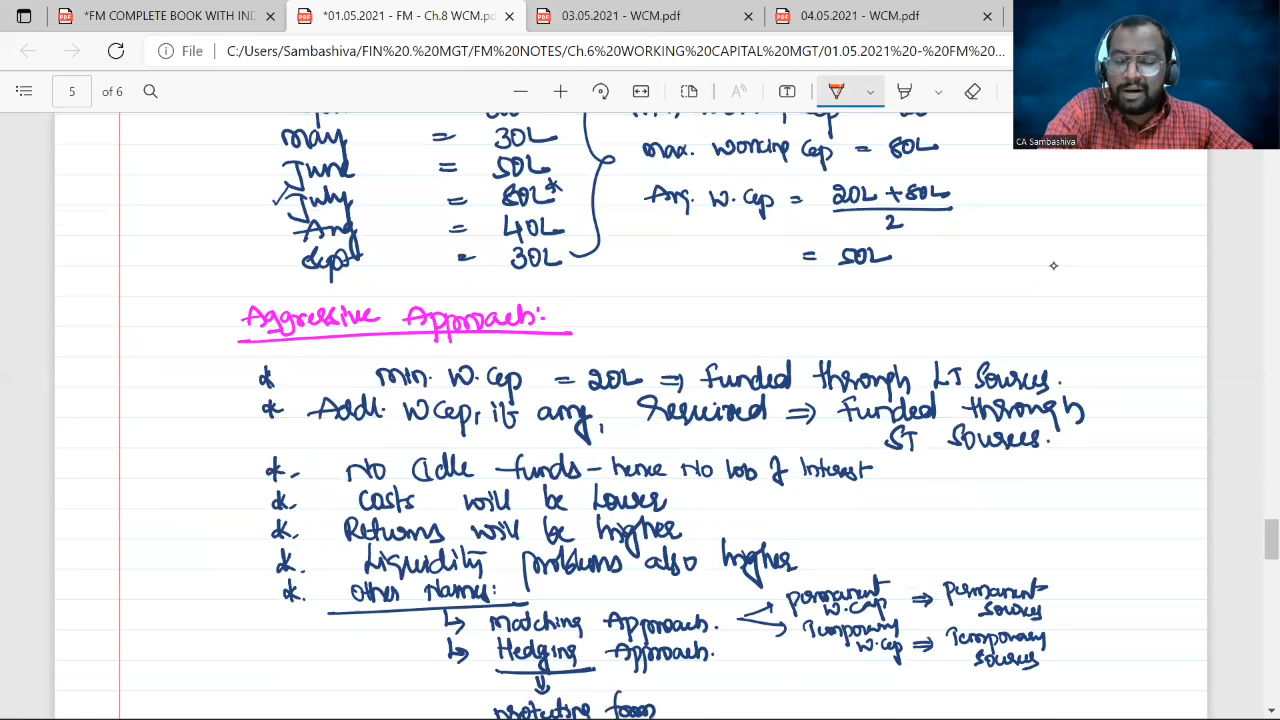 *FM COMPLETE BOOK WITH IND
*01.05.2021 - FM - Ch.8 WCM.pd
03.05.2021 - WCM.pdf
04.05.2021 - WCM.pdf
File
C:/Users/Sambashiva/FIN%20.%20MGT/FM%20NOTES/Ch.6%20WORKING%20CAPITAL%20MGT/01.05.2021%20-%20FM%20...
5 of 6
CA Sambashiva
May = 30L
June = 50L
Max. Working Cap = 80L
July = 80L*
Avg. W.Cap = 20L + 80L
2
Aug = 40L
Sept = 30L
= 50L
Aggressive Approach:
* Min. W.Cap = 20L ⇒ Funded through LT Sources.
* Addl. W Cap, if any, Required ⇒ Funded through
ST Sources.
*. No Idle funds - hence No loss of Interest
*. Costs will be Lower
*. Returns will be higher
*. Liquidity problems also higher
*. Other Names:
↳ Matching Approach.
permanent W.Cap ⇒ permanent Sources
Temporary W.Cap ⇒ Temporary Sources
↳ Hedging Approach.
protecting from